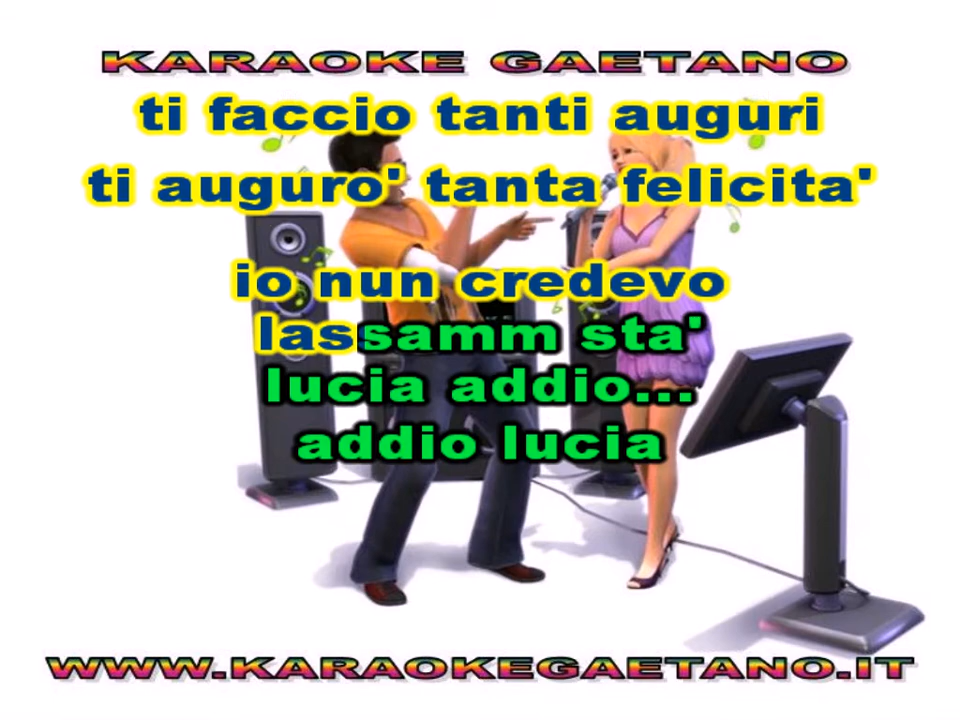 KARAOKE GAETANO
ti faccio tanti auguri
ti auguro' tanta felicita'
io nun credevo
lassamm sta'
lucia addio...
addio lucia
WWW.KARAOKEGAETANO.IT